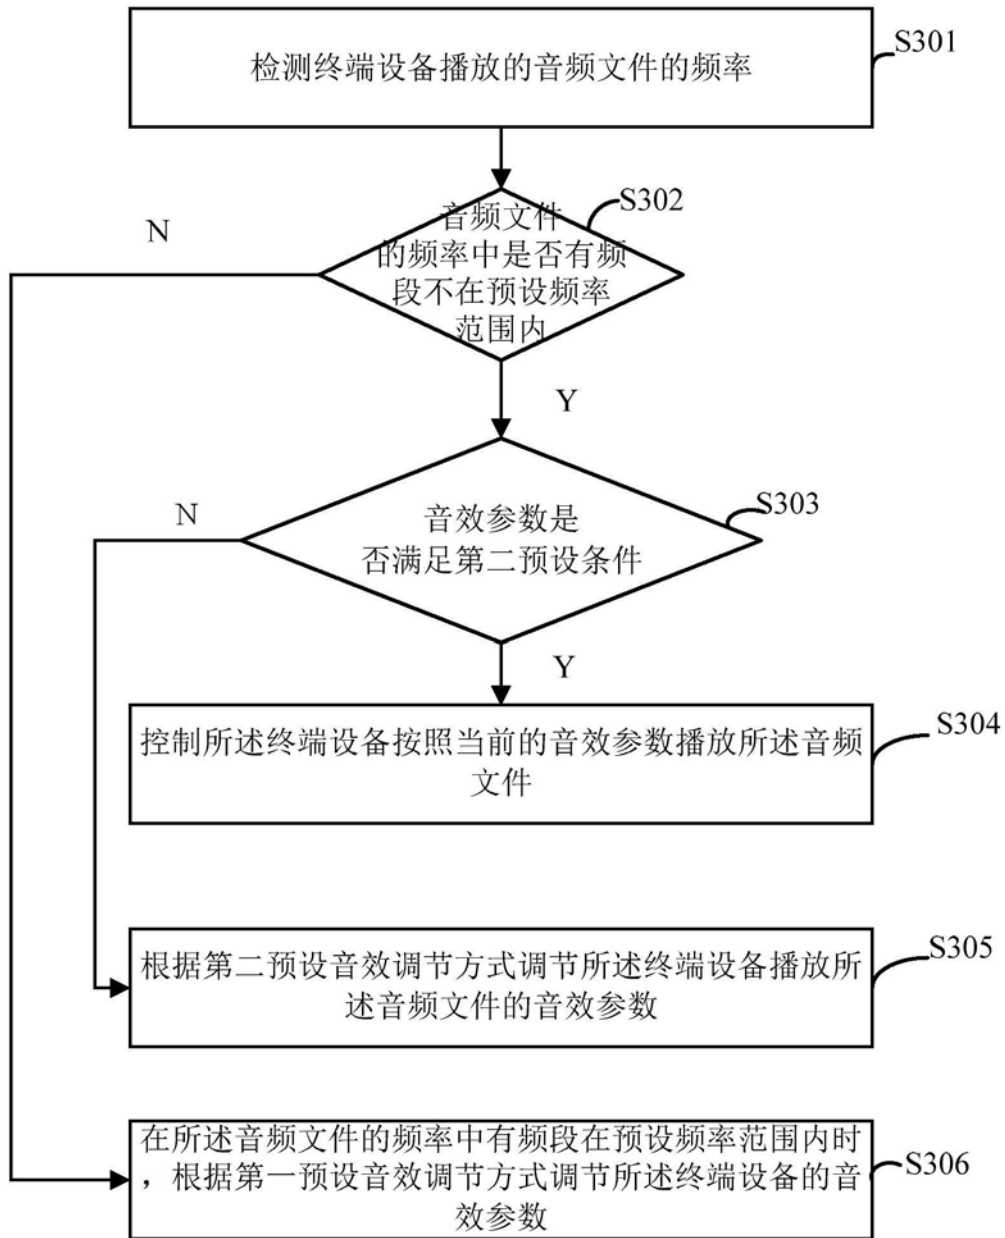 检测终端设备播放的音频文件的频率
S301
S302
音频文件
的频率中是否有频
段不在预设频率
范围内
N
Y
S303
音效参数是
否满足第二预设条件
N
Y
S304
控制所述终端设备按照当前的音效参数播放所述音频
文件
S305
根据第二预设音效调节方式调节所述终端设备播放所
述音频文件的音效参数
S306
在所述音频文件的频率中有频段在预设频率范围内时
，根据第一预设音效调节方式调节所述终端设备的音
效参数